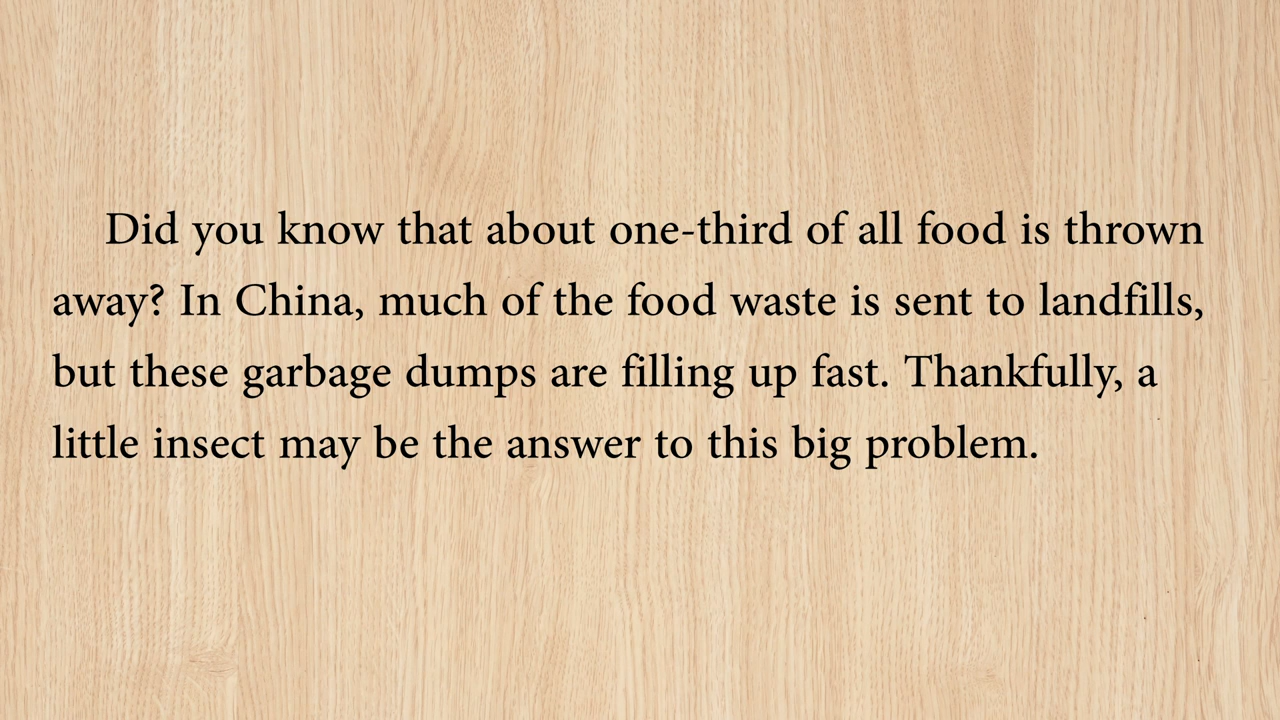 Did you know that about one-third of all food is thrown
away? In China, much of the food waste is sent to landfills,
but these garbage dumps are filling up fast. Thankfully, a
little insect may be the answer to this big problem.